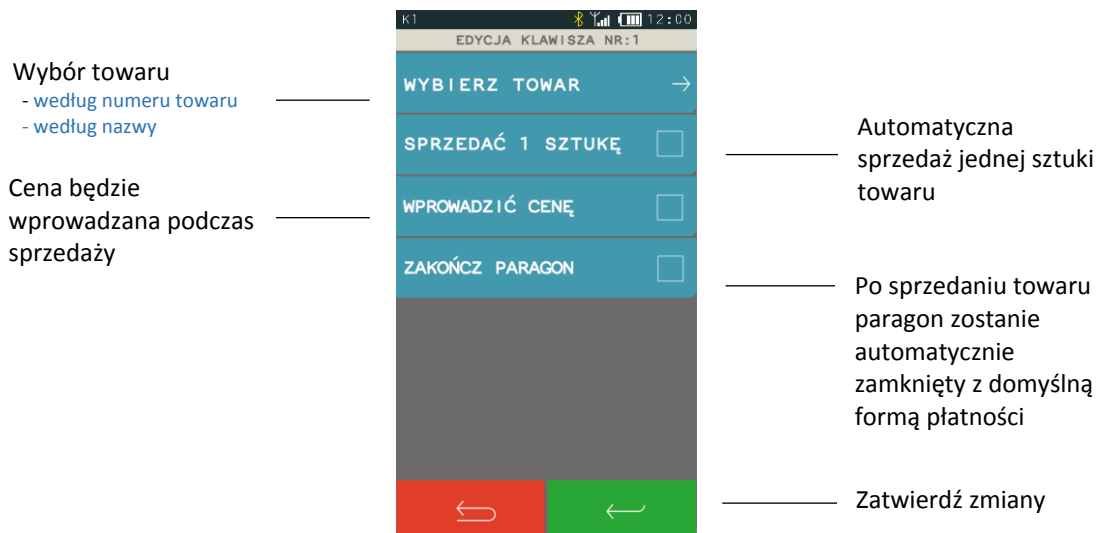 K1 12:00
EDYCJA KLAWISZA NR:1
WYBIERZ TOWAR
SPRZEDAĆ 1 SZTUKĘ
WPROWADZIĆ CENĘ
ZAKOŃCZ PARAGON
Wybór towaru
- według numeru towaru
- według nazwy
Cena będzie
wprowadzana podczas
sprzedaży
Automatyczna
sprzedaż jednej sztuki
towaru
Po sprzedaniu towaru
paragon zostanie
automatycznie
zamknięty z domyślną
formą płatności
Zatwierdź zmiany